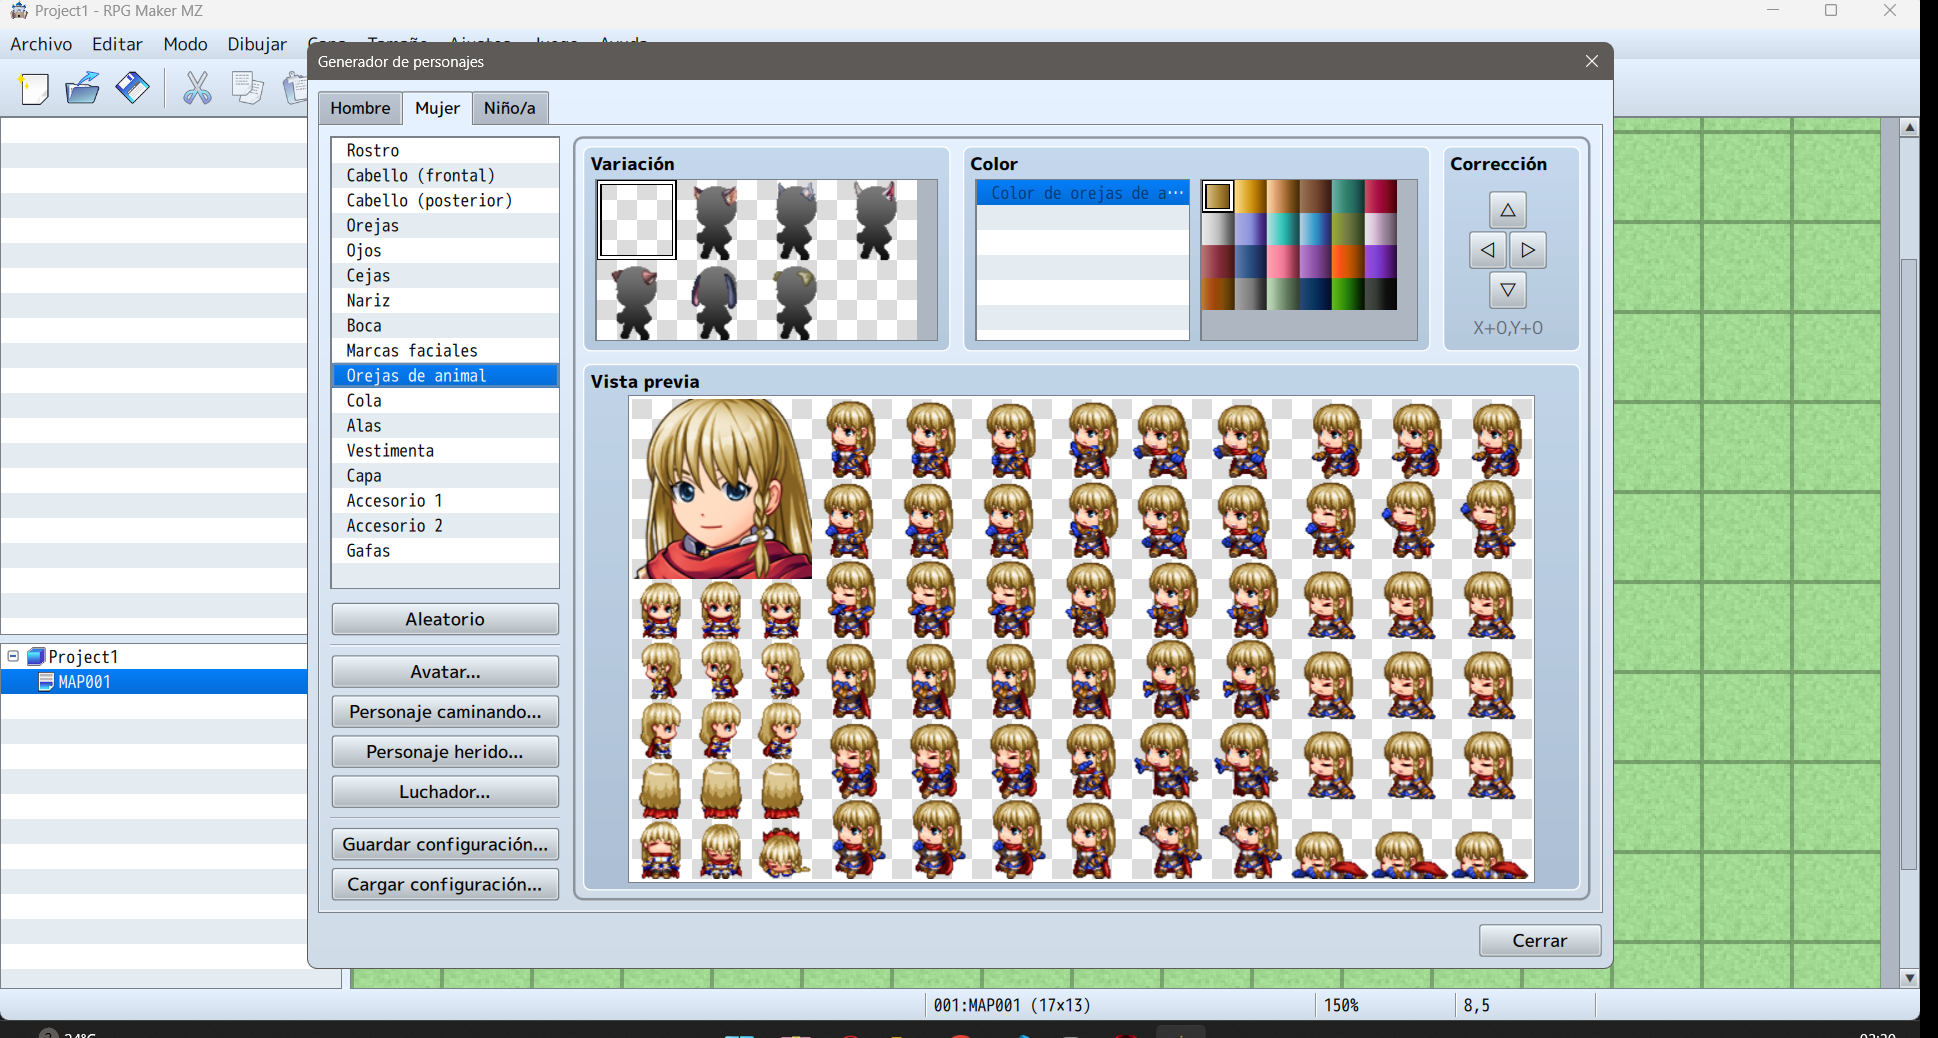 Project1 - RPG Maker MZ
Archivo Editar Modo Dibujar
Generador de personajes
Hombre Mujer Niño/a
Rostro
Cabello (frontal)
Cabello (posterior)
Orejas
Ojos
Cejas
Nariz
Boca
Marcas faciales
Orejas de animal
Cola
Alas
Vestimenta
Capa
Accesorio 1
Accesorio 2
Gafas
Aleatorio
Avatar...
Personaje caminando...
Personaje herido...
Luchador...
Guardar configuración...
Cargar configuración...
Variación
Color
Color de orejas de a...
Corrección
X+0,Y+0
Vista previa
Cerrar
Project1
MAP001
001:MAP001 (17×13) 150% 8,5